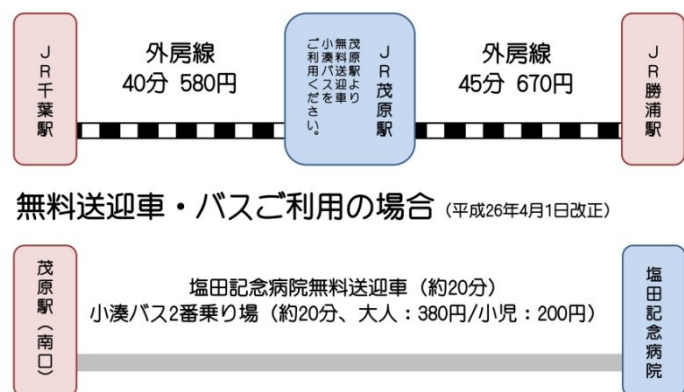 JR千葉駅
外房線
40分 580円
JR茂原駅
茂原駅より
無料送迎車
小湊バスを
ご利用ください。
外房線
45分 670円
JR勝浦駅
無料送迎車・バスご利用の場合（平成26年4月1日改正）
茂原駅（南口）
塩田記念病院無料送迎車（約20分）
小湊バス2番乗り場（約20分、大人：380円/小児：200円）
塩田記念病院